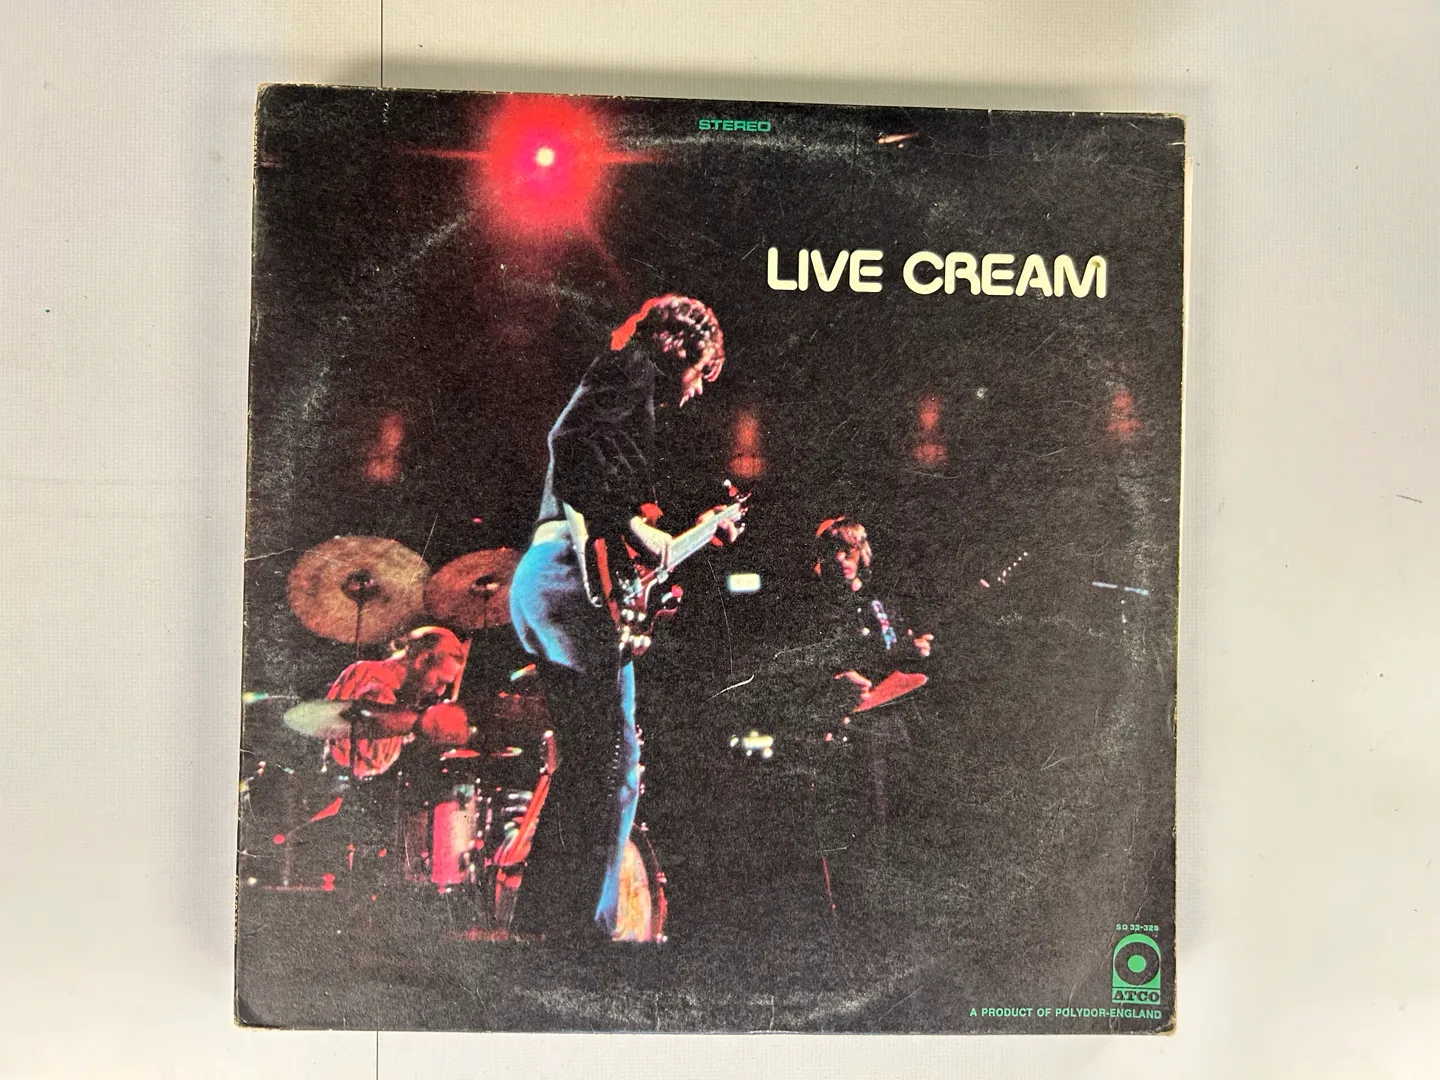 STEREO
LIVE CREAM
SD 33-328
ATCO
A PRODUCT OF POLYDOR-ENGLAND